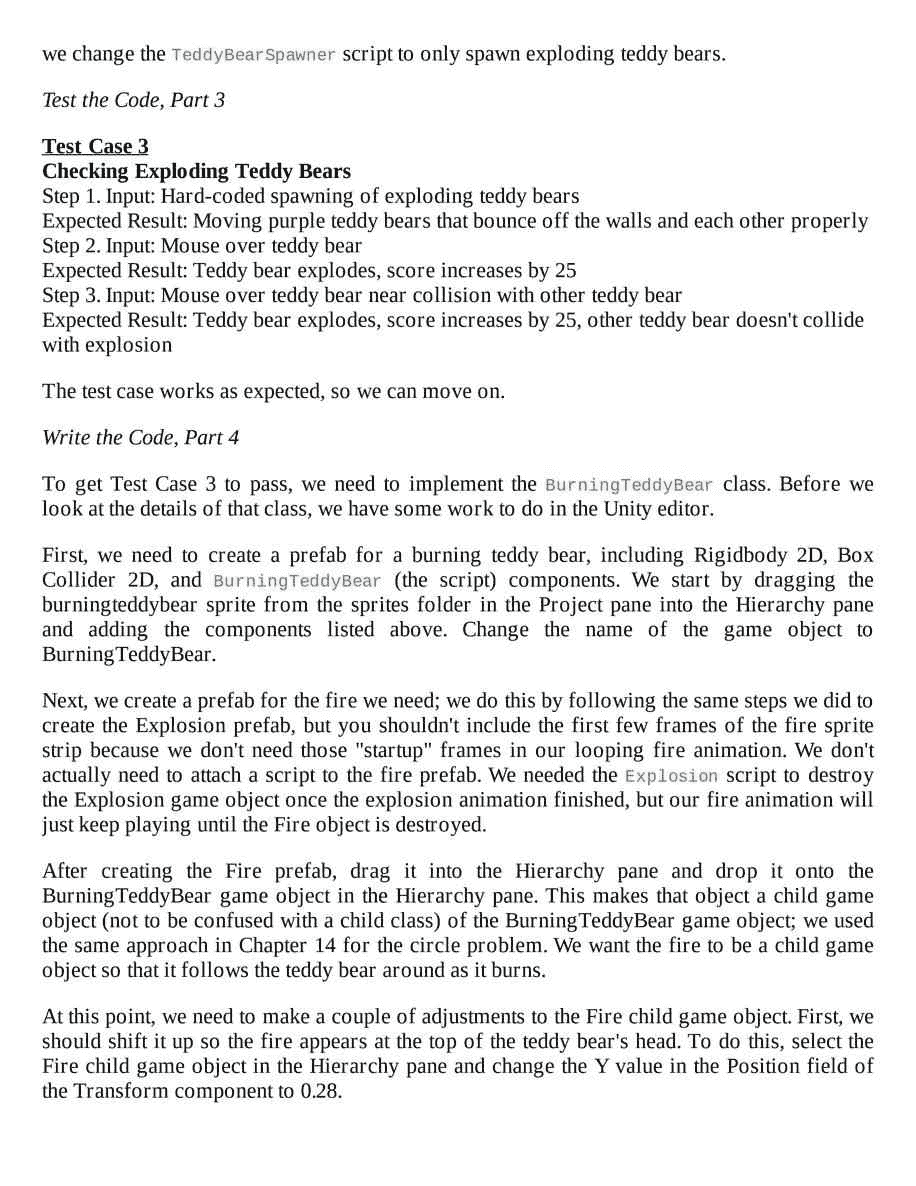 we change the TeddyBearSpawner script to only spawn exploding teddy bears.
Test the Code, Part 3
Test Case 3
Checking Exploding Teddy Bears
Step 1. Input: Hard-coded spawning of exploding teddy bears
Expected Result: Moving purple teddy bears that bounce off the walls and each other properly
Step 2. Input: Mouse over teddy bear
Expected Result: Teddy bear explodes, score increases by 25
Step 3. Input: Mouse over teddy bear near collision with other teddy bear
Expected Result: Teddy bear explodes, score increases by 25, other teddy bear doesn't collide
with explosion
The test case works as expected, so we can move on.
Write the Code, Part 4
To get Test Case 3 to pass, we need to implement the BurningTeddyBear class. Before we
look at the details of that class, we have some work to do in the Unity editor.
First, we need to create a prefab for a burning teddy bear, including Rigidbody 2D, Box
Collider 2D, and BurningTeddyBear (the script) components. We start by dragging the
burningteddybear sprite from the sprites folder in the Project pane into the Hierarchy pane
and adding the components listed above. Change the name of the game object to
BurningTeddyBear.
Next, we create a prefab for the fire we need; we do this by following the same steps we did to
create the Explosion prefab, but you shouldn't include the first few frames of the fire sprite
strip because we don't need those "startup" frames in our looping fire animation. We don't
actually need to attach a script to the fire prefab. We needed the Explosion script to destroy
the Explosion game object once the explosion animation finished, but our fire animation will
just keep playing until the Fire object is destroyed.
After creating the Fire prefab, drag it into the Hierarchy pane and drop it onto the
BurningTeddyBear game object in the Hierarchy pane. This makes that object a child game
object (not to be confused with a child class) of the BurningTeddyBear game object; we used
the same approach in Chapter 14 for the circle problem. We want the fire to be a child game
object so that it follows the teddy bear around as it burns.
At this point, we need to make a couple of adjustments to the Fire child game object. First, we
should shift it up so the fire appears at the top of the teddy bear's head. To do this, select the
Fire child game object in the Hierarchy pane and change the Y value in the Position field of
the Transform component to 0.28.